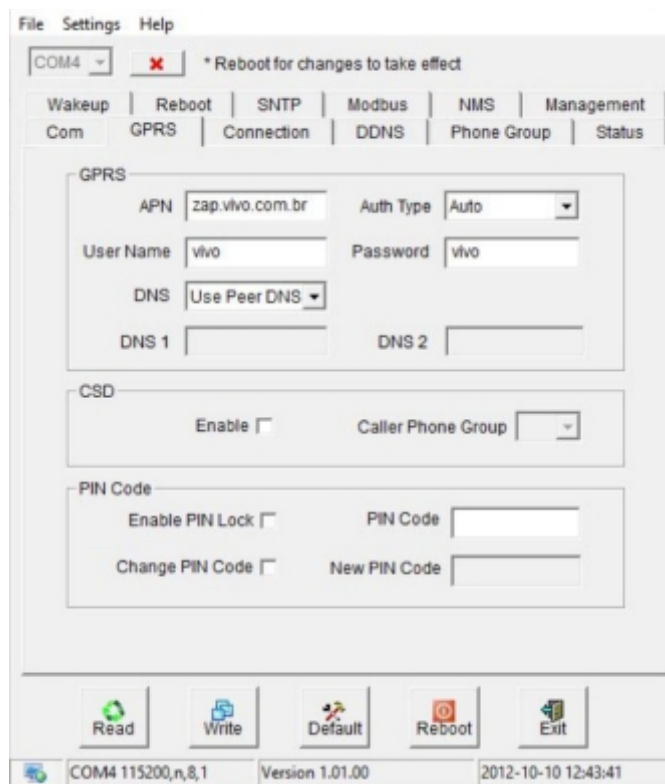 File Settings Help
COM4 * Reboot for changes to take effect
Wakeup Reboot SNTP Modbus NMS Management
Com GPRS Connection DDNS Phone Group Status
GPRS
APN zap.vivo.com.br Auth Type Auto
User Name vivo Password vivo
DNS Use Peer DNS
DNS 1 DNS 2
CSD
Enable Caller Phone Group
PIN Code
Enable PIN Lock PIN Code
Change PIN Code New PIN Code
Read Write Default Reboot Exit
COM4 115200,n,8,1 Version 1.01.00 2012-10-10 12:43:41